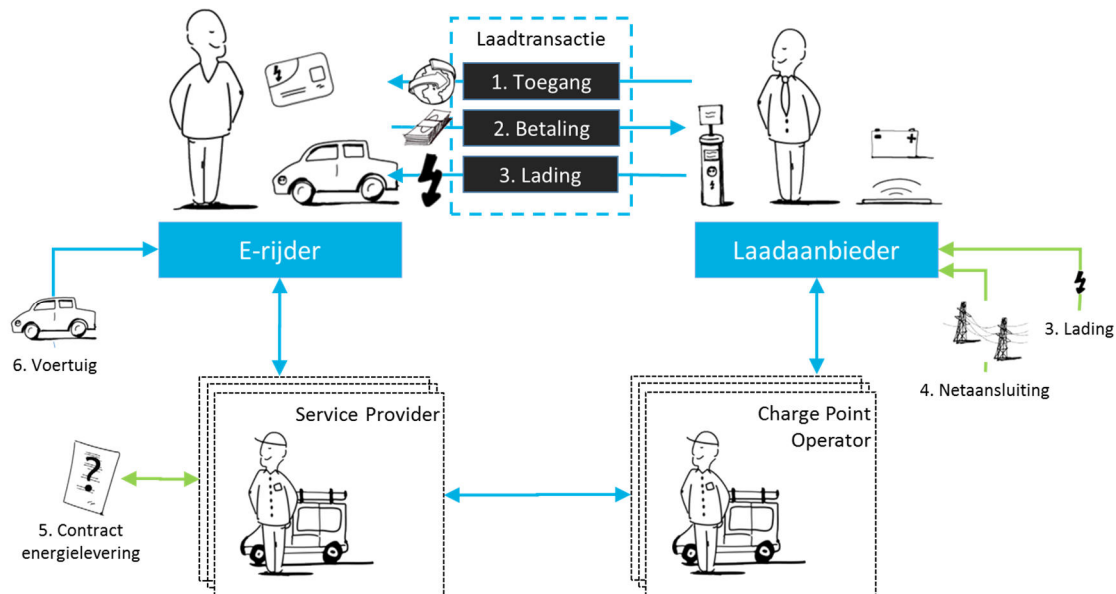 Laadtransactie
1. Toegang
2. Betaling
3. Lading
E-rijder
Laadaanbieder
6. Voertuig
3. Lading
4. Netaansluiting
Service Provider
Charge Point
Operator
?
5. Contract
energielevering